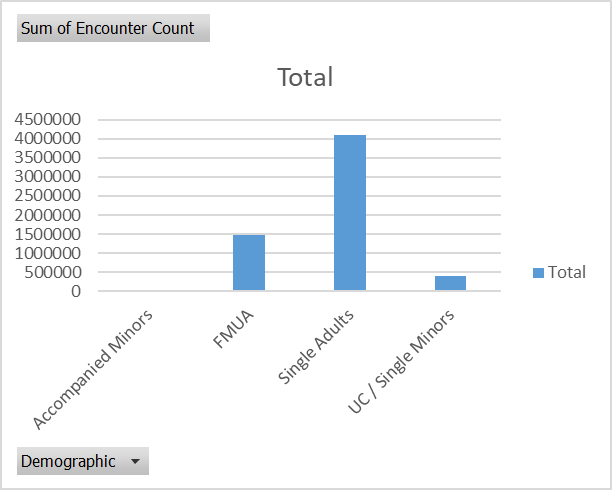 Sum of Encounter Count
Total
4500000
4000000
3500000
3000000
2500000
2000000
1500000
1000000
500000
0
Total
Accompanied Minors
FMUA
Single Adults
UC / Single Minors
Demographic